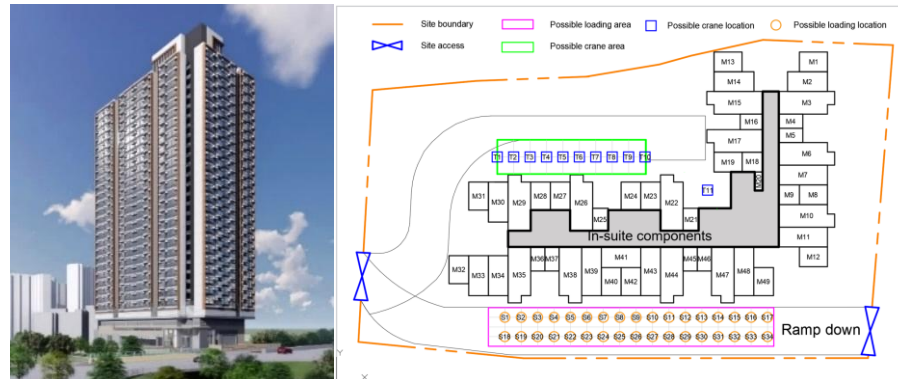 Site boundary
Possible loading area
Possible crane location
Possible loading location
Site access
Possible crane area
M13
M1
M14
M2
M15
M3
M16
M4
M5
M17
M6
M19
M18
M7
M20
T1 T2 T3 T4 T5 T6 T7 T8 T9 T10
T11
M9
M8
M31
M30
M29
M28
M27
M26
M25
M24
M23
M22
M21
M10
In-suite components
M11
M12
M32
M33
M34
M35
M36
M37
M38
M39
M41
M40
M42
M43
M44
M45
M46
M47
M48
M49
S1 S2 S3 S4 S5 S6 S7 S8 S9 S10 S11 S12 S13 S14 S15 S16 S17
S18 S19 S20 S21 S22 S23 S24 S25 S26 S27 S28 S29 S30 S31 S32 S33 S34
Ramp down
Y
X